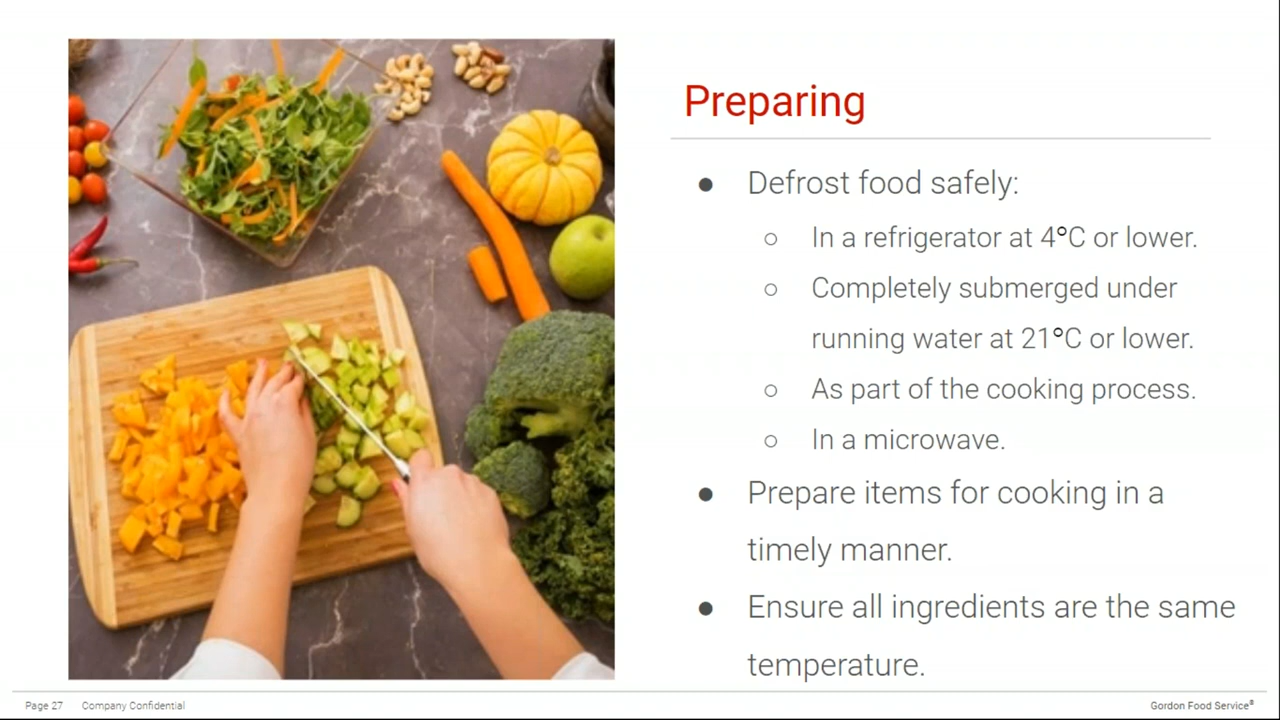 Preparing
● Defrost food safely:
○ In a refrigerator at 4°C or lower.
○ Completely submerged under
running water at 21°C or lower.
○ As part of the cooking process.
○ In a microwave.
● Prepare items for cooking in a
timely manner.
● Ensure all ingredients are the same
temperature.
Page 27 Company Confidential
Gordon Food Service®